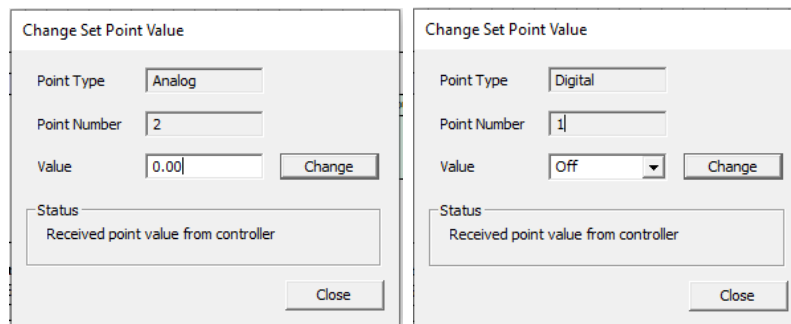 Change Set Point Value
Point Type Analog
Point Number 2
Value 0.00 Change
Status
Received point value from controller
Close
Change Set Point Value
Point Type Digital
Point Number 1
Value Off Change
Status
Received point value from controller
Close